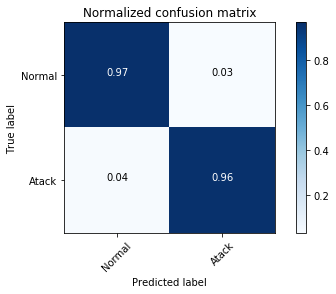 Normalized confusion matrix
True label
Normal
0.97
0.03
Atack
0.04
0.96
Normal
Atack
Predicted label
0.8
0.6
0.4
0.2